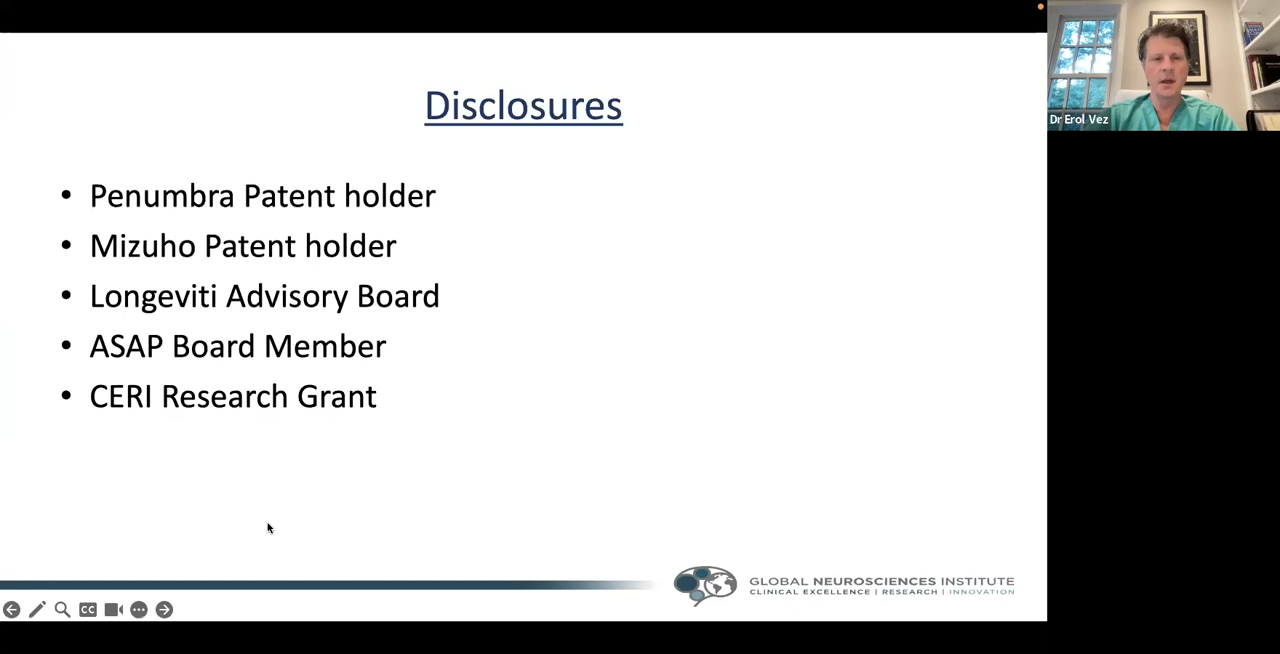 Disclosures
• Penumbra Patent holder
• Mizuho Patent holder
• Longeviti Advisory Board
• ASAP Board Member
• CERI Research Grant
GLOBAL NEUROSCIENCES INSTITUTE
CLINICAL EXCELLENCE | RESEARCH | INNOVATION
CC
Dr Erol Vez